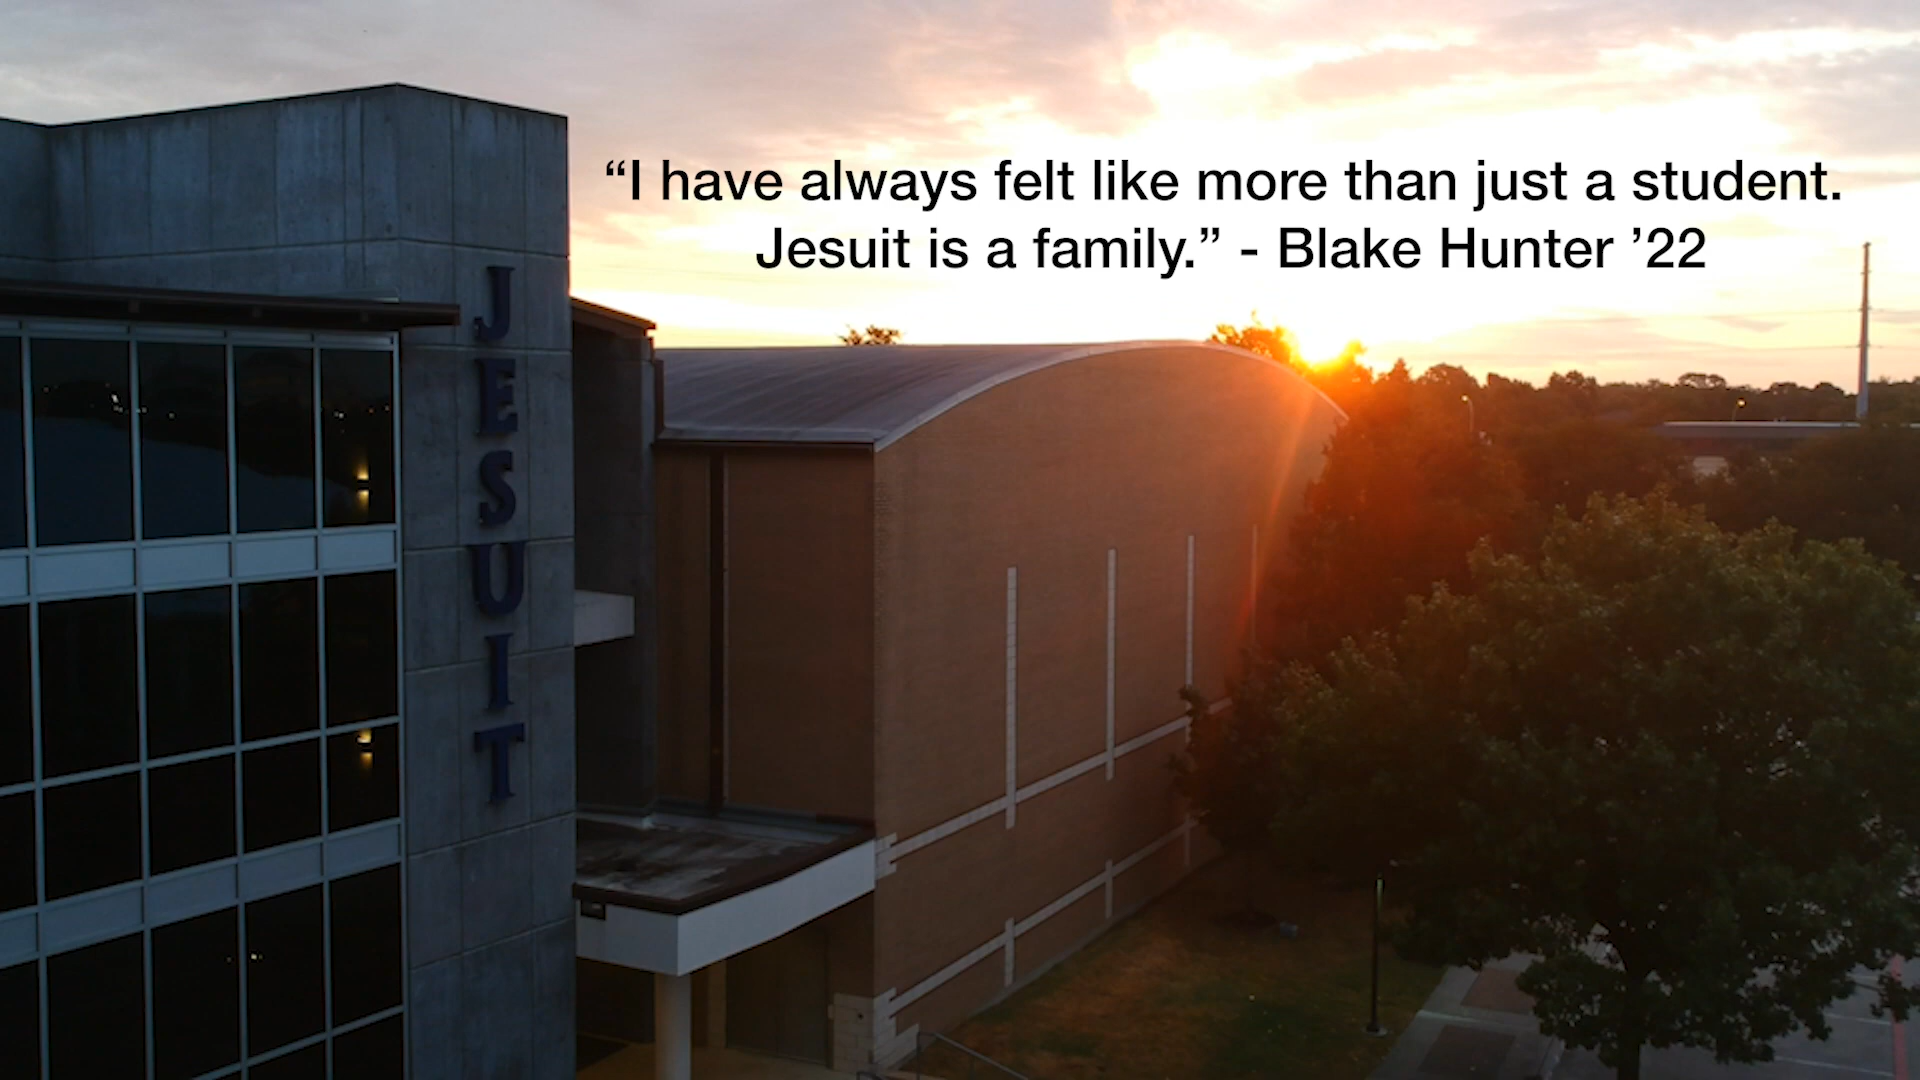 “I have always felt like more than just a student.
Jesuit is a family.” - Blake Hunter ’22
JESUIT